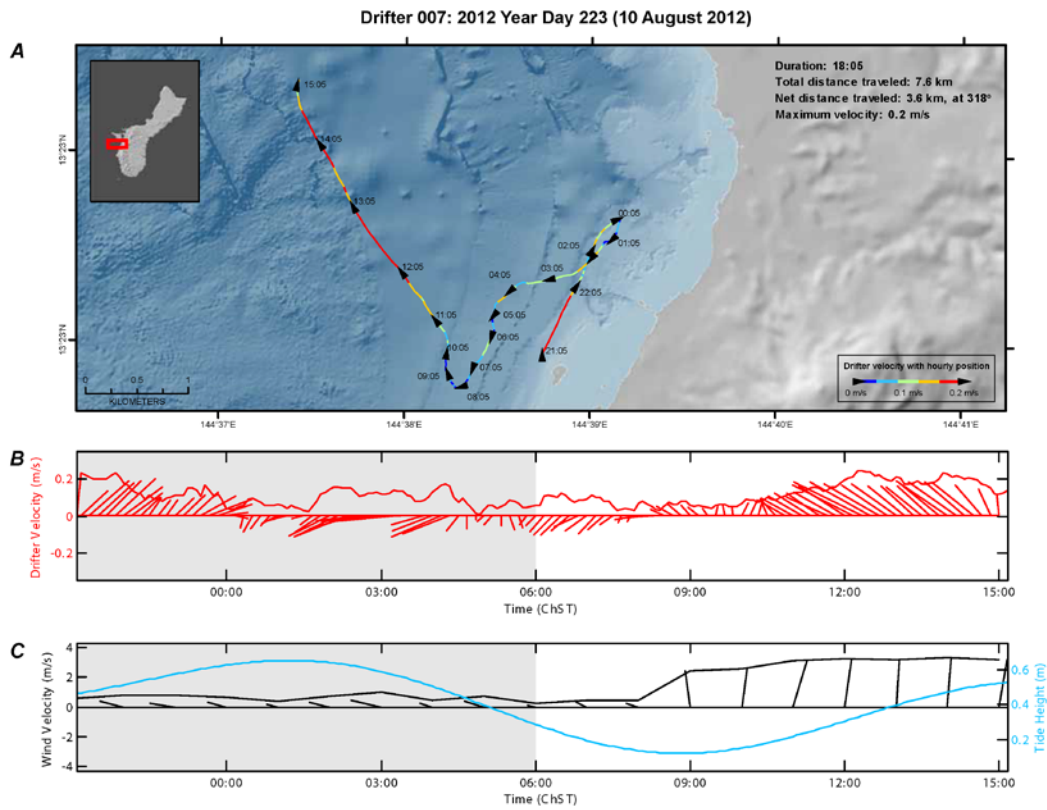 Drifter 007: 2012 Year Day 223 (10 August 2012)
A
Duration: 18:05
Total distance traveled: 7.6 km
Net distance traveled: 3.6 km, at 318°
Maximum velocity: 0.2 m/s
15:05
14:05
13:05
12:05
11:05
10:05
09:05
08:05
07:05
06:05
05:05
04:05
03:05
02:05
00:05
01:05
22:05
21:05
13°23'N
13°23'N
0 0.5 1
KILOMETERS
Drifter velocity with hourly position
0 m/s 0.1 m/s 0.2 m/s
144°37'E 144°38'E 144°39'E 144°40'E 144°41'E
B
Drifter Velocity (m/s)
0.2
0
-0.2
00:00 03:00 06:00 09:00 12:00 15:00
Time (ChST)
C
Wind Velocity (m/s)
4
2
0
-2
-4
0.6
0.4
0.2
Tide Height (m)
00:00 03:00 06:00 09:00 12:00 15:00
Time (ChST)